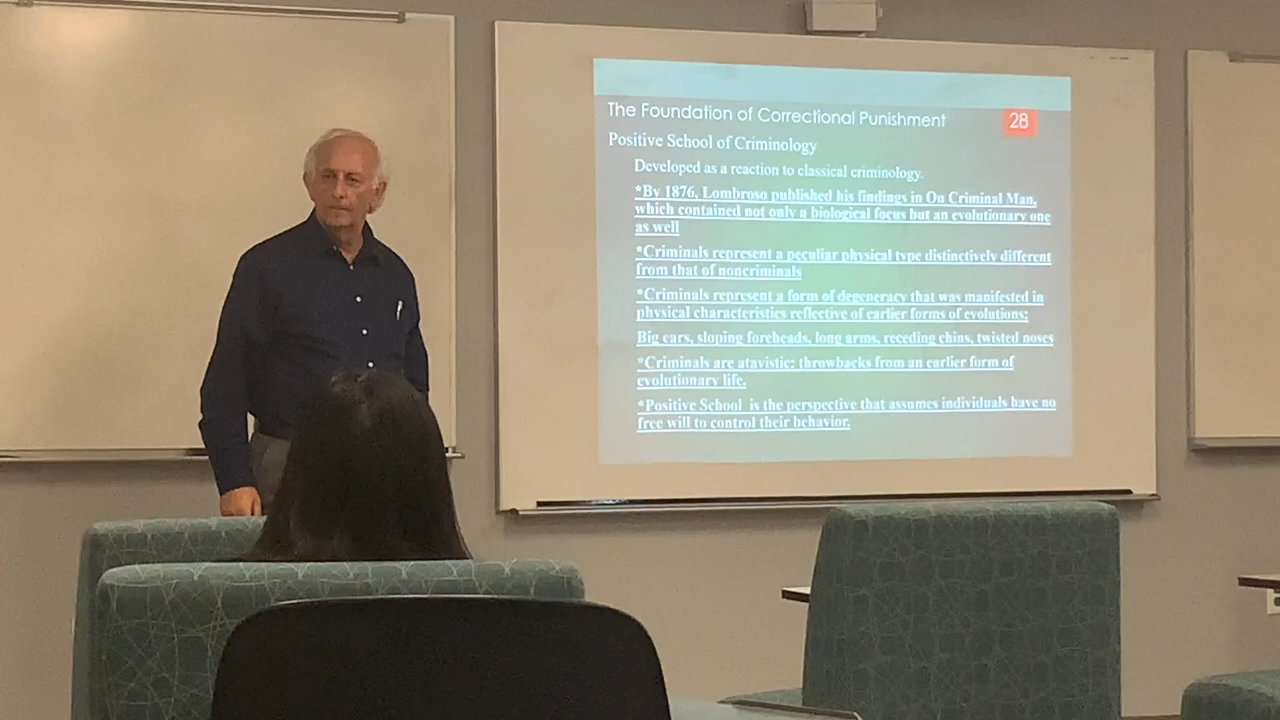 The Foundation of Correctional Punishment
28
Positive School of Criminology
Developed as a reaction to classical criminology.
*By 1876, Lombroso published his findings in On Criminal Man,
which contained not only a biological focus but an evolutionary one
as well
*Criminals represent a peculiar physical type distinctively different
from that of noncriminals
*Criminals represent a form of degeneracy that was manifested in
physical characteristics reflective of earlier forms of evolutions:
Big ears, sloping foreheads, long arms, receding chins, twisted noses
*Criminals are atavistic: throwbacks from an earlier form of
evolutionary life.
*Positive School is the perspective that assumes individuals have no
free will to control their behavior.